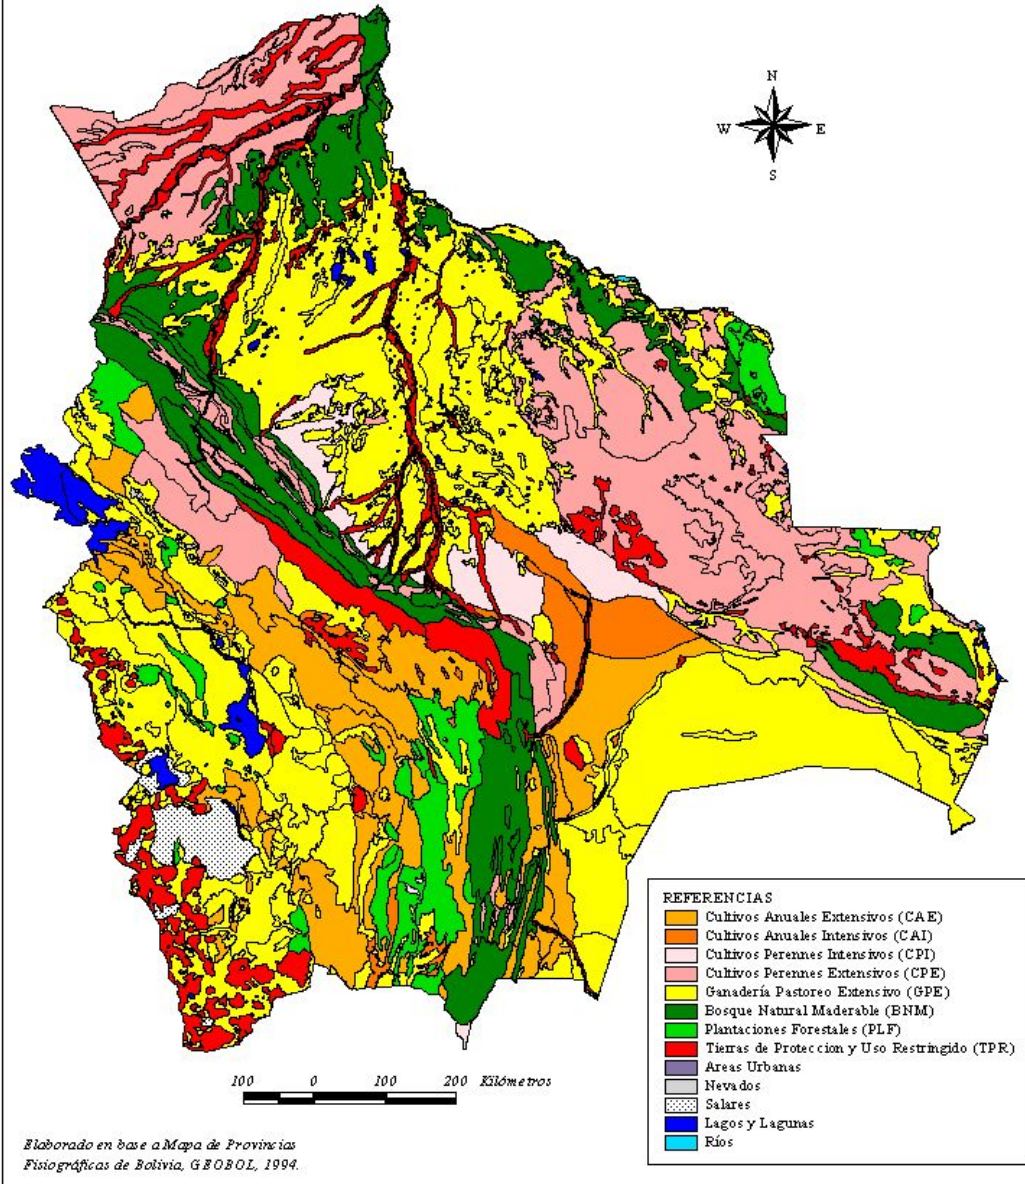 N
W E
S
REFERENCIAS
Cultivos Anuales Extensivos (CAE)
Cultivos Anuales Intensivos (CAI)
Cultivos Perennes Intensivos (CPI)
Cultivos Perennes Extensivos (CPE)
Ganadería Pastoreo Extensivo (GPE)
Bosque Natural Maderable (BNM)
Plantaciones Forestales (PLF)
Tierras de Proteccion y Uso Restringido (TPR)
Areas Urbanas
Nevados
Salares
Lagos y Lagunas
Ríos
100 0 100 200 Kilómetros
Elaborado en base a Mapa de Provincias
Fisiográficas de Bolivia, GEOBOL, 1994.